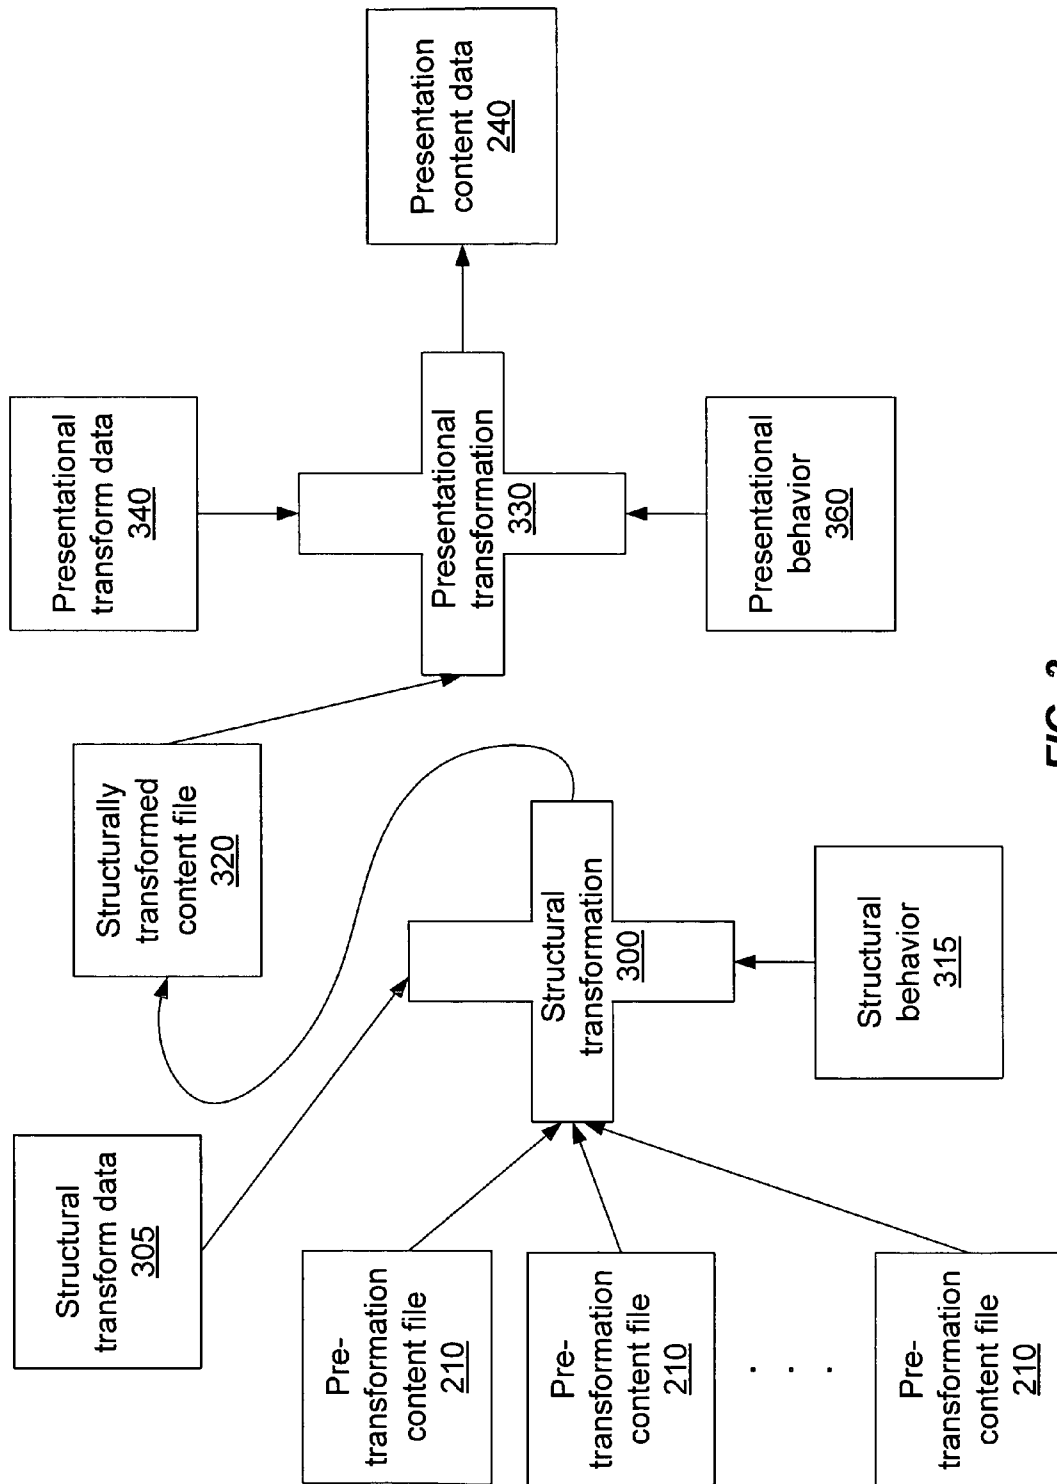 Structural
transform data
305
Structurally
transformed
content file
320
Presentational
transform data
340
Pre-
transformation
content file
210
Pre-
transformation
content file
210
. . .
Pre-
transformation
content file
210
Structural
transformation
300
Structural
behavior
315
Presentational
transformation
330
Presentation
content data
240
Presentational
behavior
360
FIG.